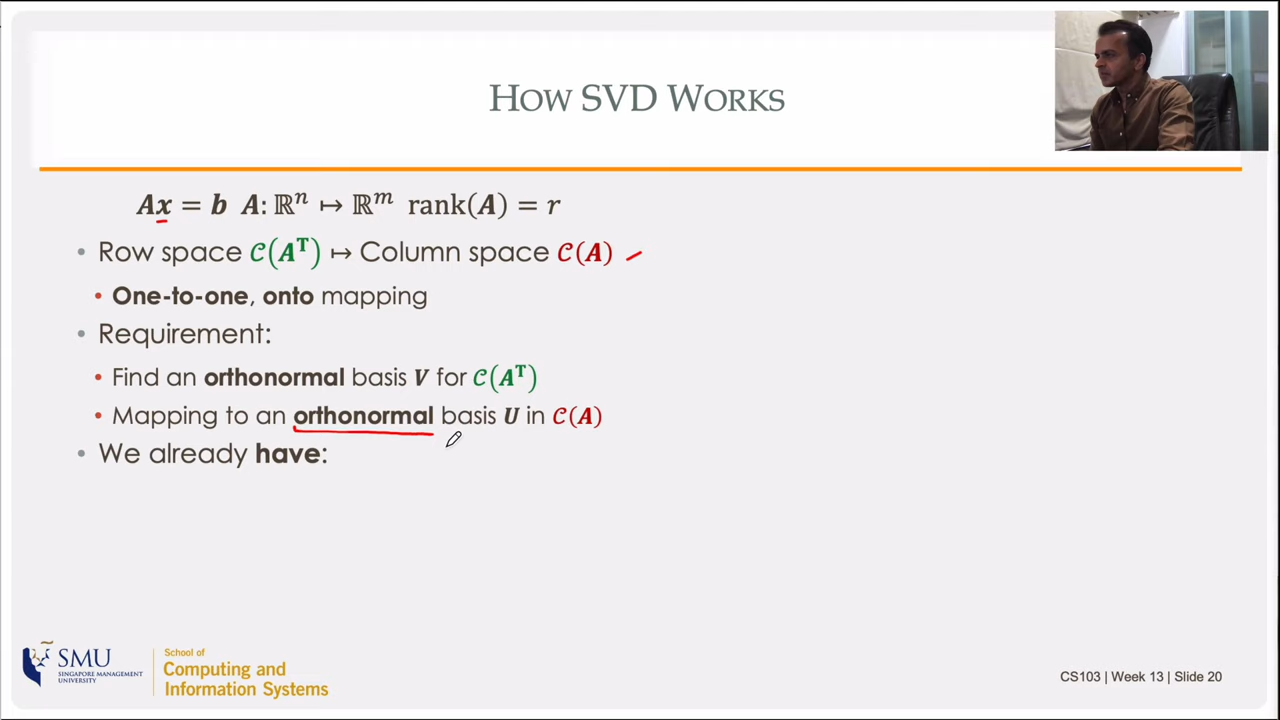 HOW SVD WORKS
Ax = b A: ℝⁿ ↦ ℝᵐ rank(A) = r
• Row space 𝒞(Aᵀ) ↦ Column space 𝒞(A)
• One-to-one, onto mapping
• Requirement:
• Find an orthonormal basis V for 𝒞(Aᵀ)
• Mapping to an orthonormal basis U in 𝒞(A)
• We already have:
SMU
SINGAPORE MANAGEMENT
UNIVERSITY
School of
Computing and
Information Systems
CS103 | Week 13 | Slide 20